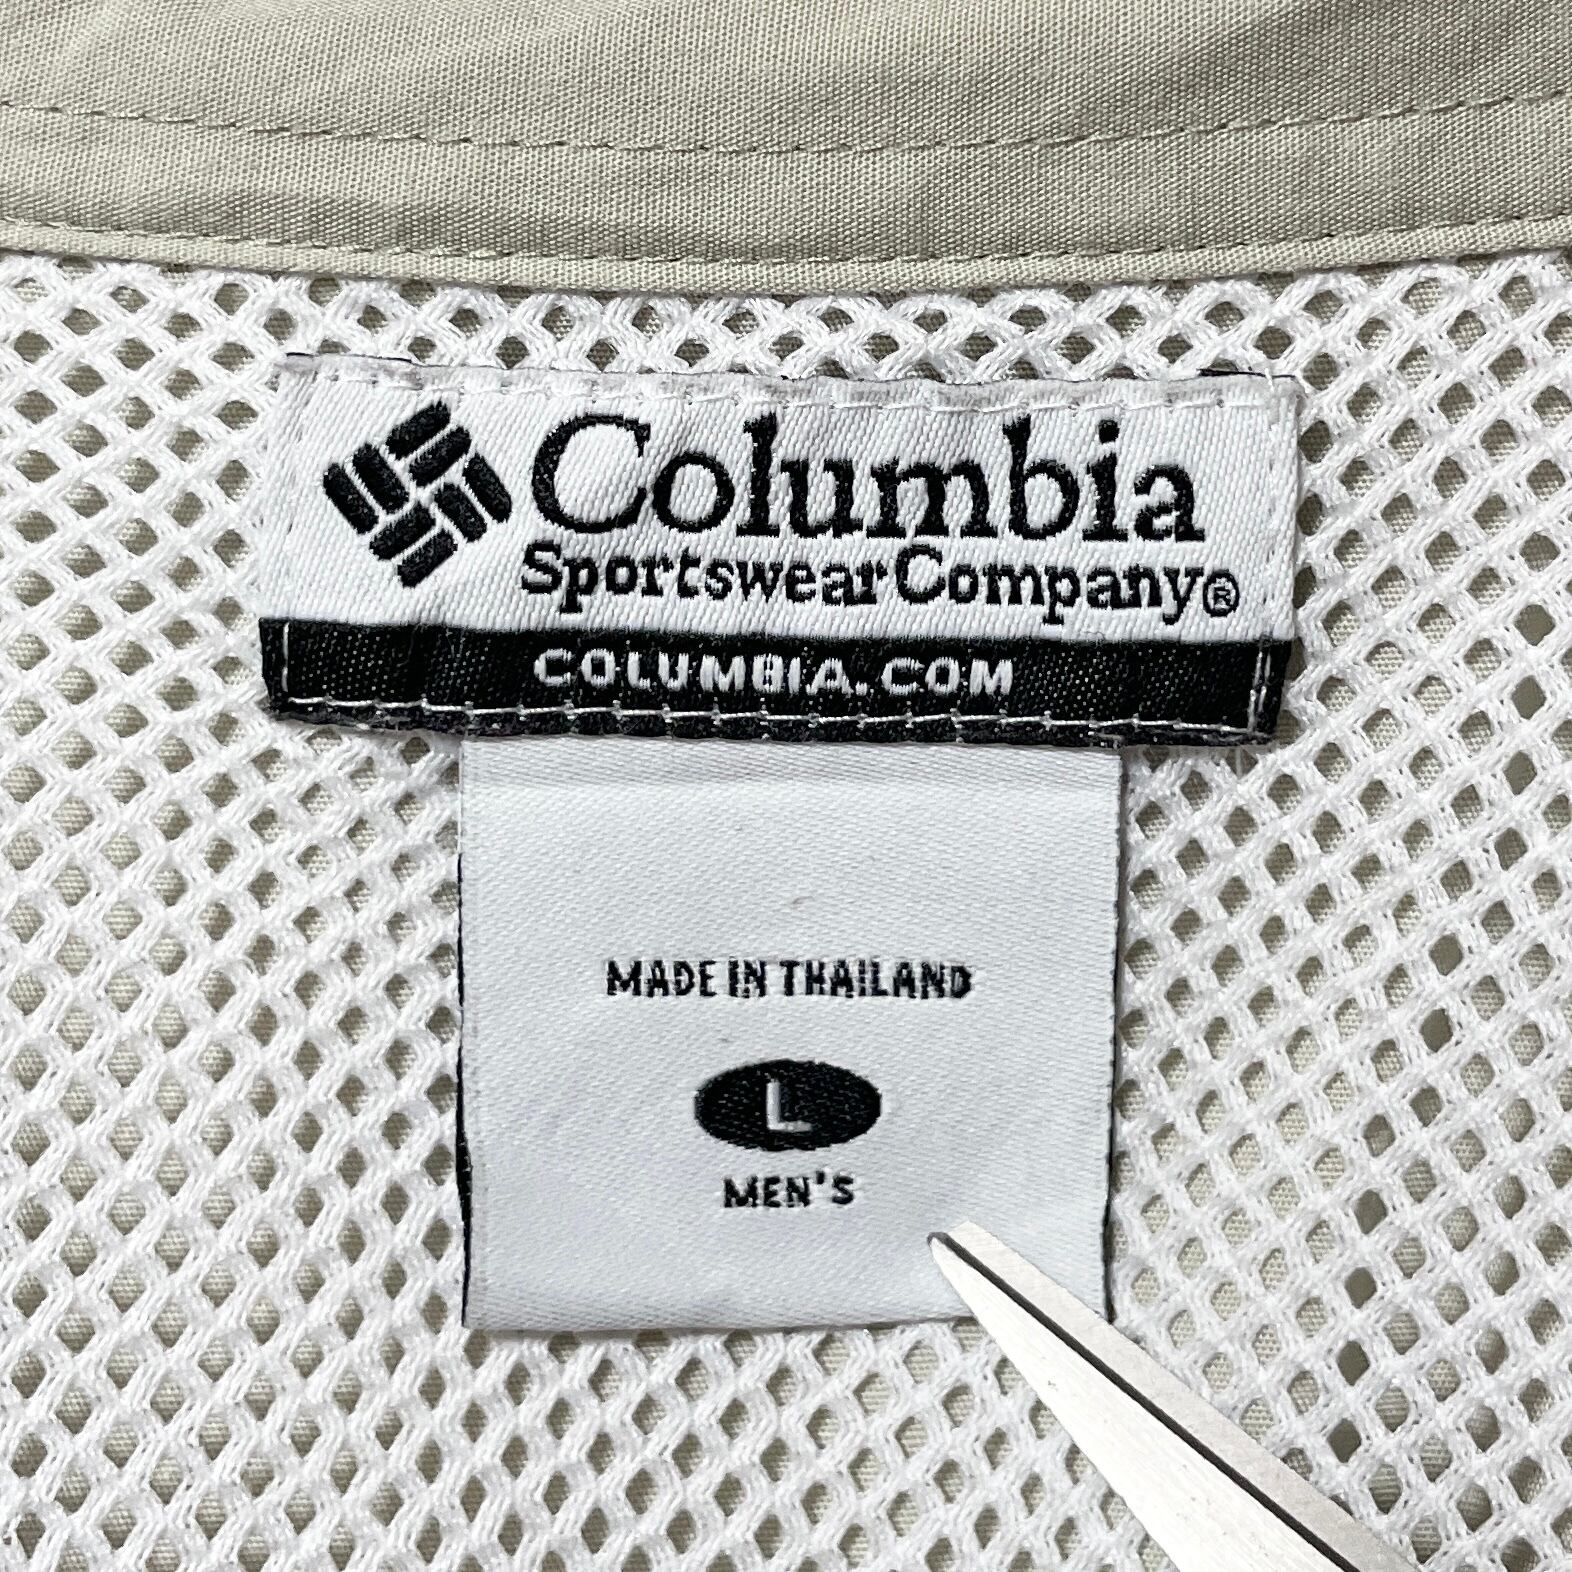 Columbia
Sportswear Company®
COLUMBIA.COM
MADE IN THAILAND
L
MEN'S